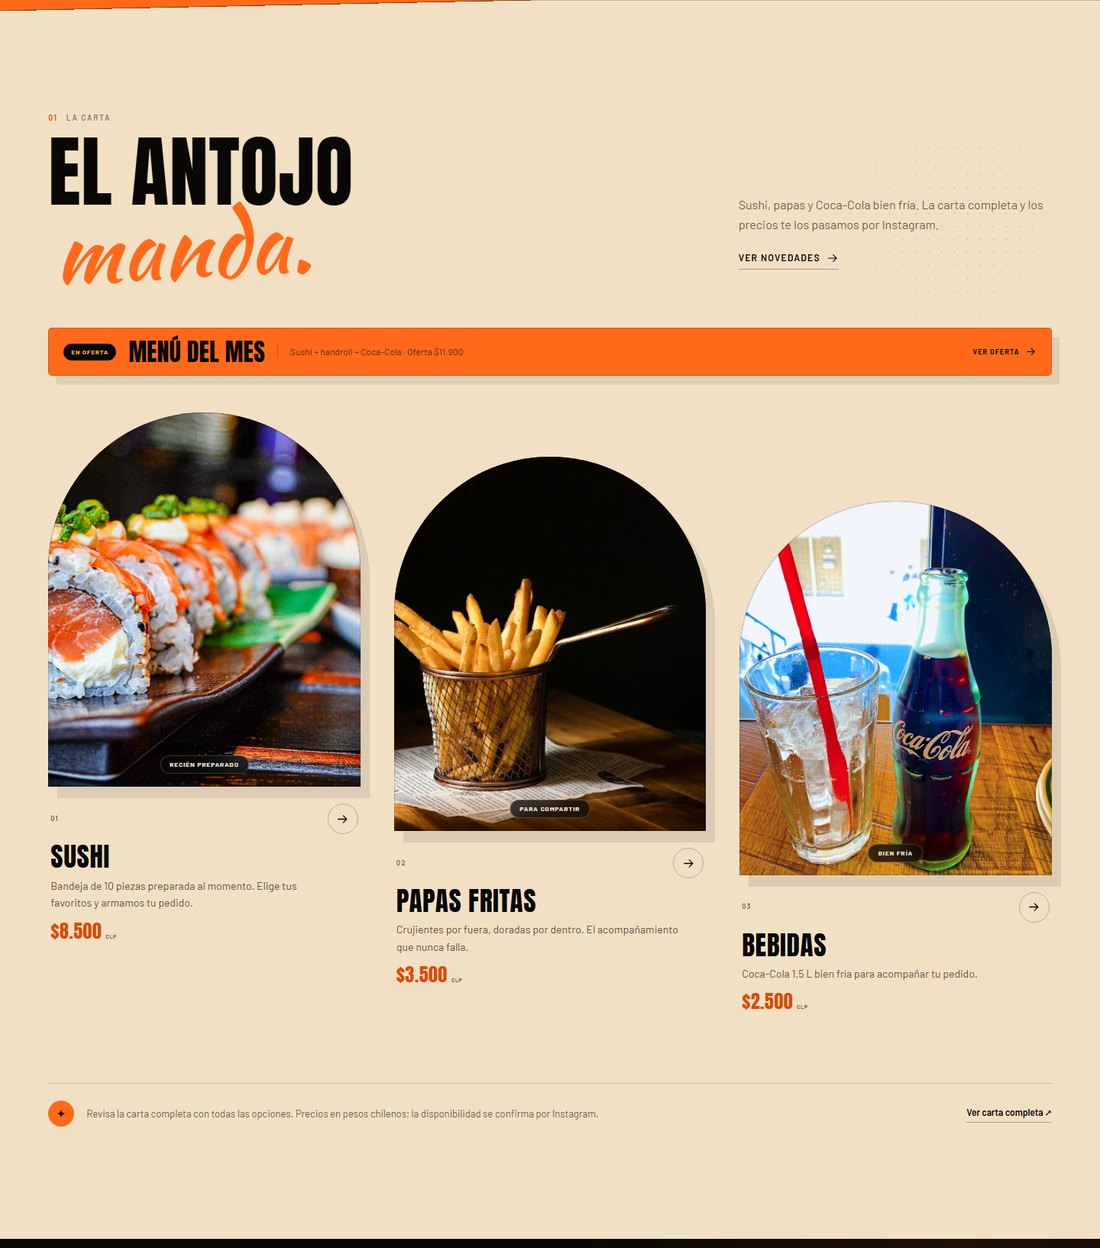 01 LA CARTA
EL ANTOJO
manda.
Sushi, papas y Coca-Cola bien fría. La carta completa y los
precios te los pasamos por Instagram.
VER NOVEDADES →
EN OFERTA
MENÚ DEL MES
Sushi + handroll + Coca-Cola · Oferta $11.900
VER OFERTA →
RECIÉN PREPARADO
01
SUSHI
Bandeja de 10 piezas preparada al momento. Elige tus
favoritos y armamos tu pedido.
$8.500 CLP
PARA COMPARTIR
02
PAPAS FRITAS
Crujientes por fuera, doradas por dentro. El acompañamiento
que nunca falla.
$3.500 CLP
Coca-Cola
BIEN FRÍA
03
BEBIDAS
Coca-Cola 1,5 L bien fría para acompañar tu pedido.
$2.500 CLP
Revisa la carta completa con todas las opciones. Precios en pesos chilenos; la disponibilidad se confirma por Instagram.
Ver carta completa ↗